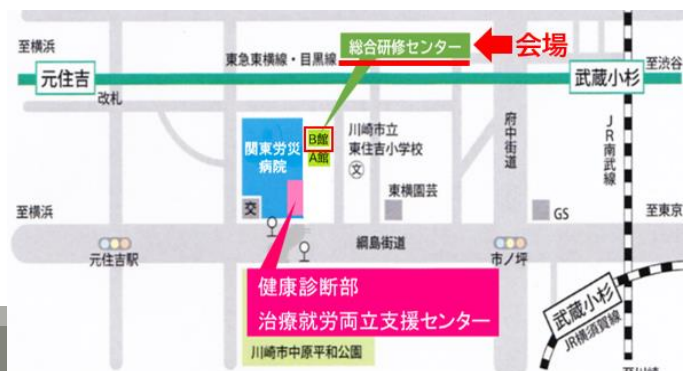 至横浜
東急東横線・目黒線
総合研修センター
会場
至渋谷
元住吉
武蔵小杉
改札
B館
A館
関東労災
病院
川崎市立
東住吉小学校
文
府中街道
JR南武線
東横園芸
交
GS
至横浜
至東京
綱島街道
元住吉駅
市ノ坪
健康診断部
治療就労両立支援センター
武蔵小杉
JR横須賀線
川崎市中原平和公園